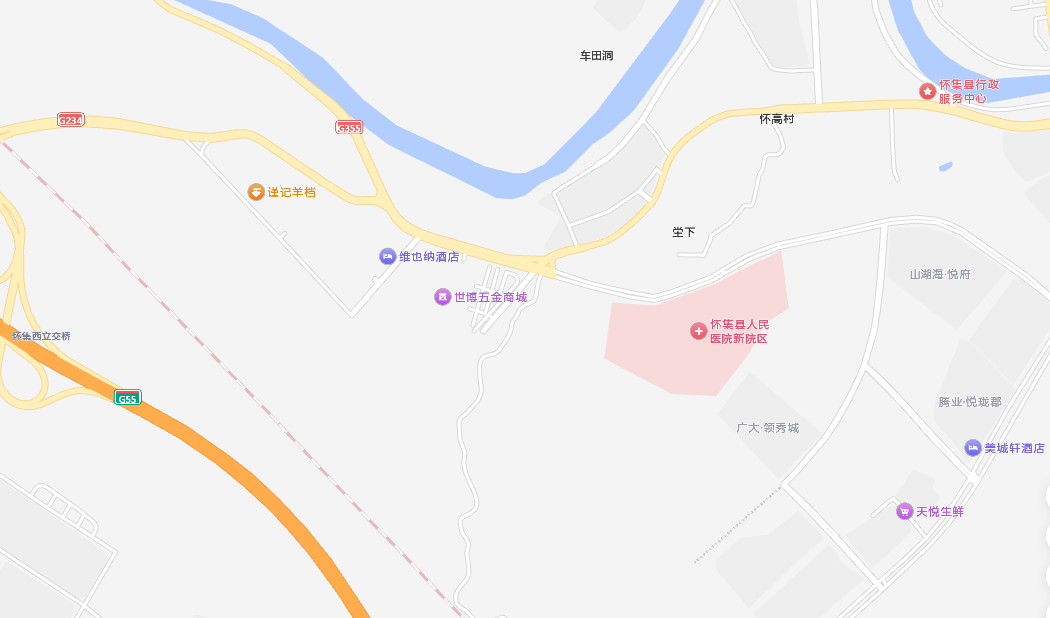 车田洞
怀集县行政
服务中心
G234
G355
怀高村
谨记羊档
堂下
维也纳酒店
山湖海·悦府
世博五金商城
怀集县人民
医院新院区
怀集西立交桥
G55
腾业·悦珑郡
广大·领秀城
美城轩酒店
天悦生鲜